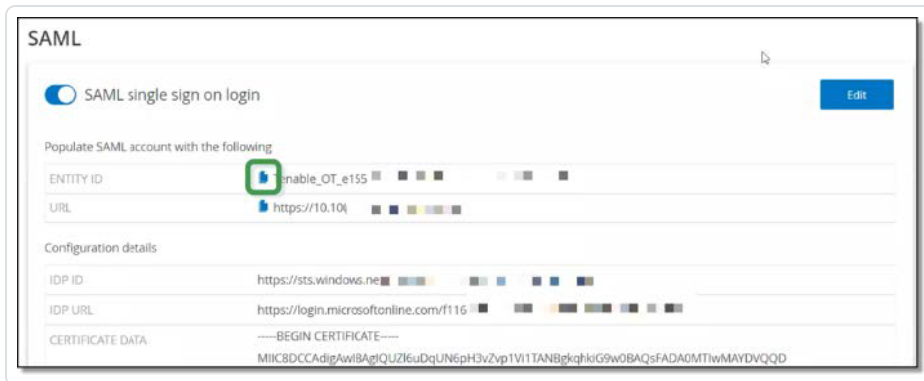 SAML
SAML single sign on login
Edit
Populate SAML account with the following
ENTITY ID Tenable_OT_e155
URL https://10.10
Configuration details
IDP ID https://sts.windows.ne
IDP URL https://login.microsoftonline.com/f116
CERTIFICATE DATA -----BEGIN CERTIFICATE-----
MIIC8DCCAdigAwIBAgIQUZl6uDqUN6pH3vZvp1Vi1TANBgkqhkiG9w0BAQsFADA0MTIwMAYDVQQD